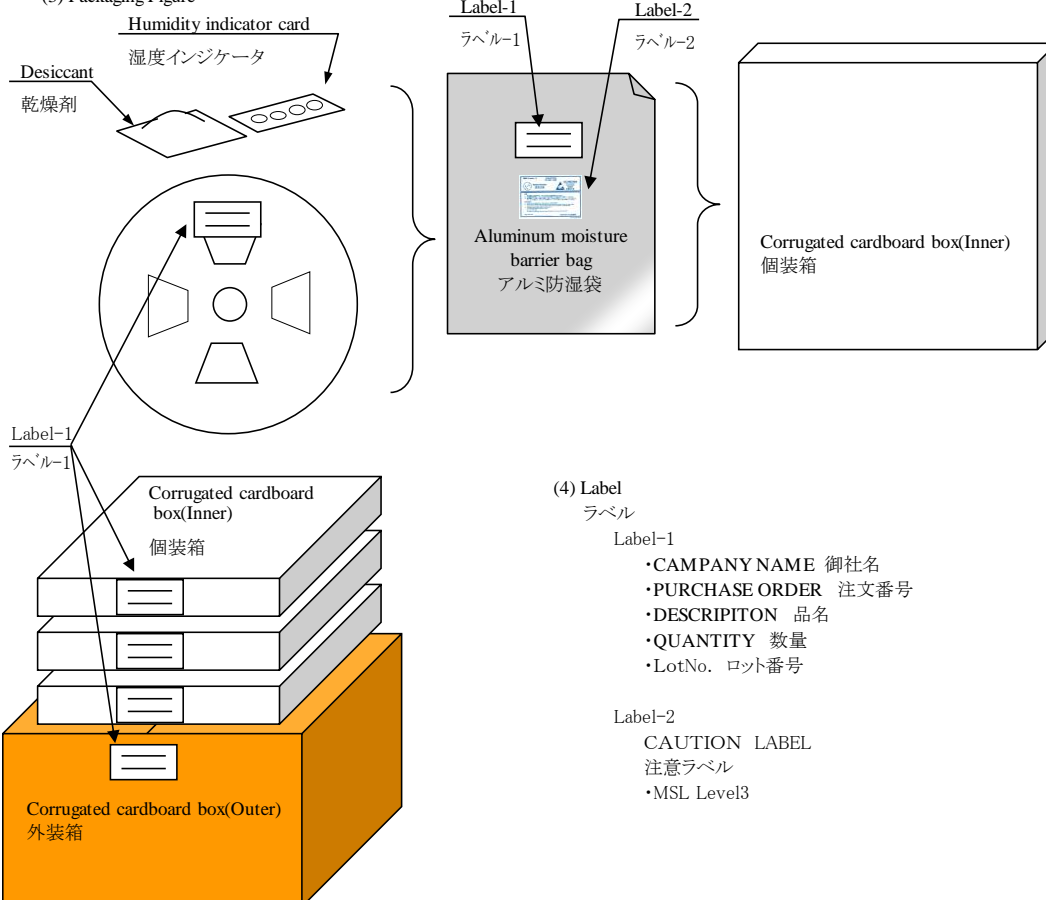 (3) Packaging Figure
Humidity indicator card
湿度インジケータ
Desiccant
乾燥剤
Label-1
ラベル-1
Label-2
ラベル-2
Aluminum moisture
barrier bag
アルミ防湿袋
Corrugated cardboard box(Inner)
個装箱
Label-1
ラベル-1
Corrugated cardboard
box(Inner)
個装箱
Corrugated cardboard box(Outer)
外装箱
(4) Label
ラベル
Label-1
・CAMPANY NAME 御社名
・PURCHASE ORDER 注文番号
・DESCRIPITON 品名
・QUANTITY 数量
・LotNo. ロット番号
Label-2
CAUTION LABEL
注意ラベル
・MSL Level3